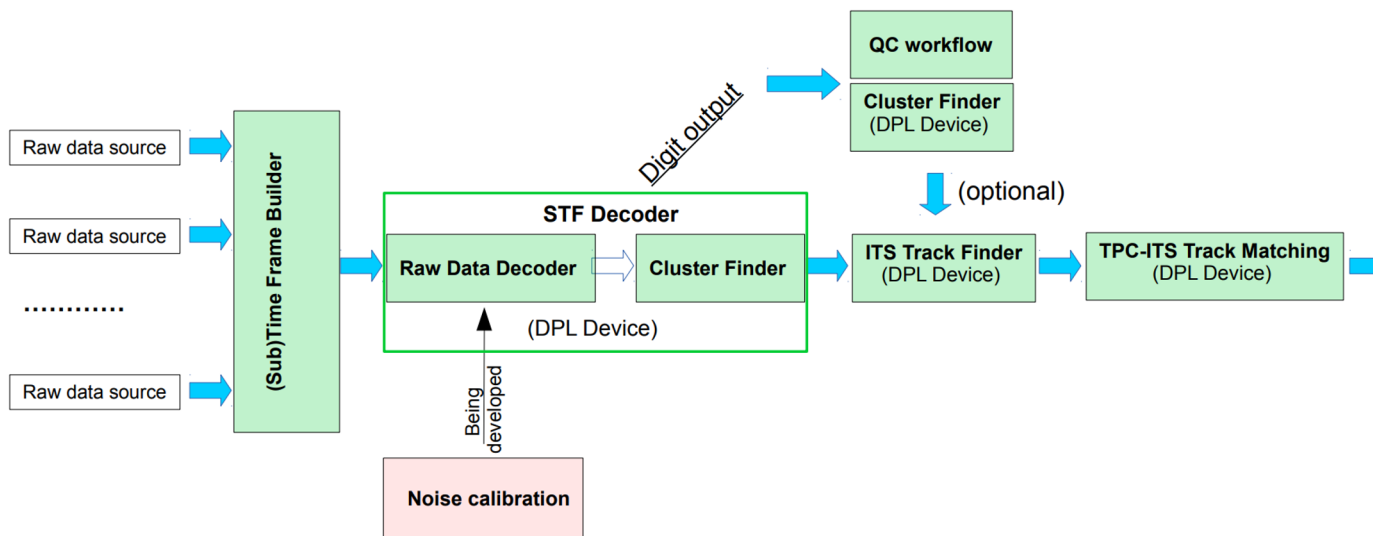 QC workflow
Cluster Finder
(DPL Device)
Digit output
(optional)
Raw data source
Raw data source
............
Raw data source
(Sub)Time Frame Builder
STF Decoder
Raw Data Decoder
Cluster Finder
(DPL Device)
ITS Track Finder
(DPL Device)
TPC-ITS Track Matching
(DPL Device)
Being
developed
Noise calibration